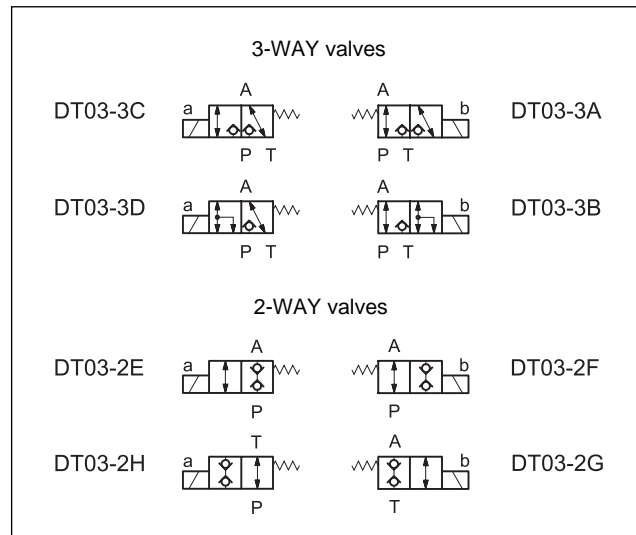 3-WAY valves
DT03-3C a A P T
A P T b DT03-3A
DT03-3D a A P T
A P T b DT03-3B
2-WAY valves
DT03-2E a A P
A P b DT03-2F
DT03-2H a T P
A T b DT03-2G